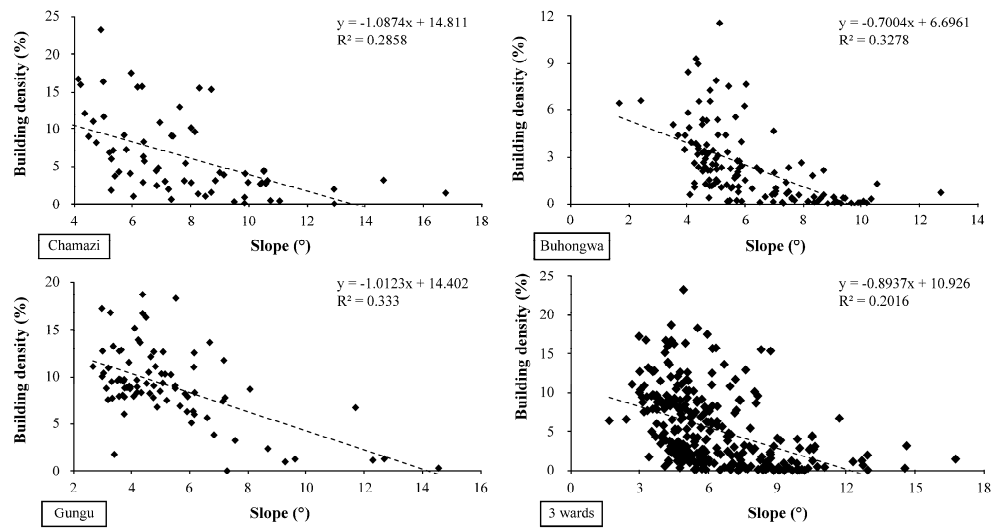 y = -1.0874x + 14.811
R² = 0.2858
Building density (%)
25
20
15
10
5
0
4 6 8 10 12 14 16 18
Chamazi
Slope (°)
y = -0.7004x + 6.6961
R² = 0.3278
Building density (%)
12
9
6
3
0
0 2 4 6 8 10 12 14
Buhongwa
Slope (°)
y = -1.0123x + 14.402
R² = 0.333
Building density (%)
20
15
10
5
0
2 4 6 8 10 12 14 16
Gungu
Slope (°)
y = -0.8937x + 10.926
R² = 0.2016
Building density (%)
25
20
15
10
5
0
0 3 6 9 12 15 18
3 wards
Slope (°)